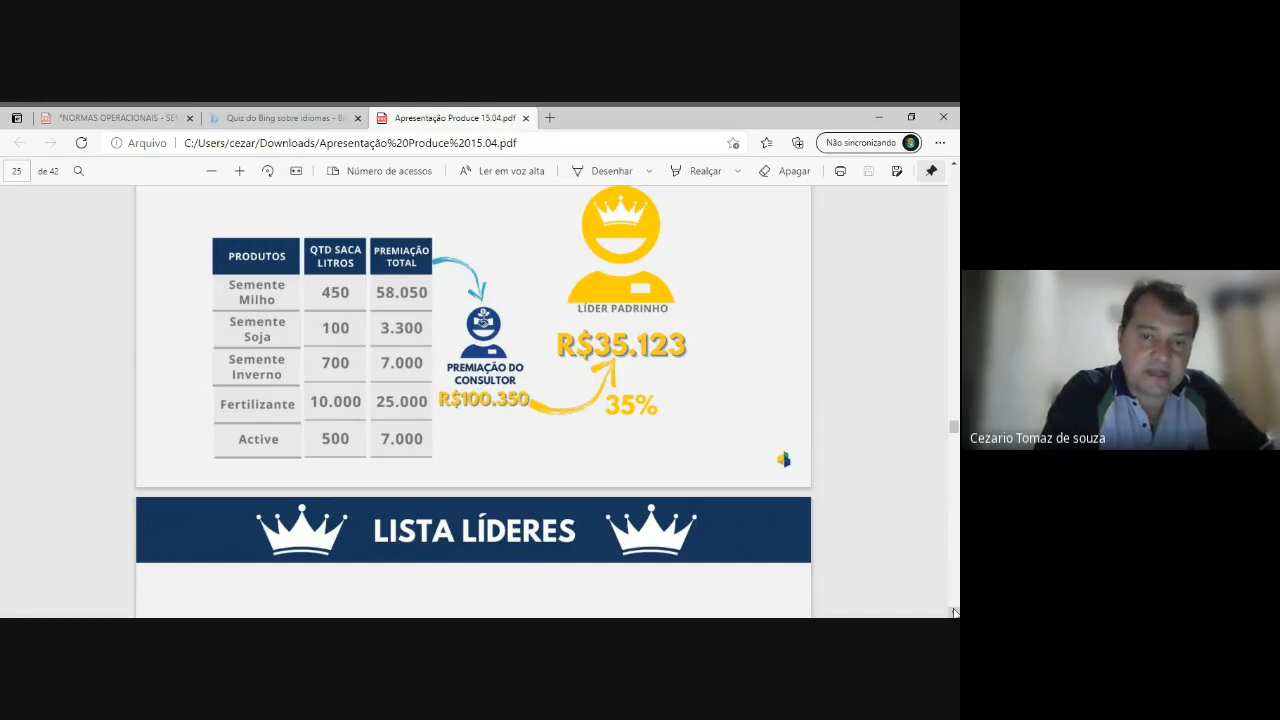 *NORMAS OPERACIONAIS - SE
Quiz do Bing sobre idiomas - Bi
Apresentação Produce 15.04.pdf
Arquivo
C:/Users/cezar/Downloads/Apresentação%20Produce%2015.04.pdf
Não sincronizando
25
de 42
Número de acessos
Ler em voz alta
Desenhar
Realçar
Apagar
PRODUTOS
QTD SACA
LITROS
PREMIAÇÃO
TOTAL
Semente
Milho
450
58.050
Semente
Soja
100
3.300
Semente
Inverno
700
7.000
Fertilizante
10.000
25.000
Active
500
7.000
PREMIAÇÃO DO
CONSULTOR
R$100.350
LÍDER PADRINHO
R$35.123
35%
LISTA LÍDERES
Cezario Tomaz de souza